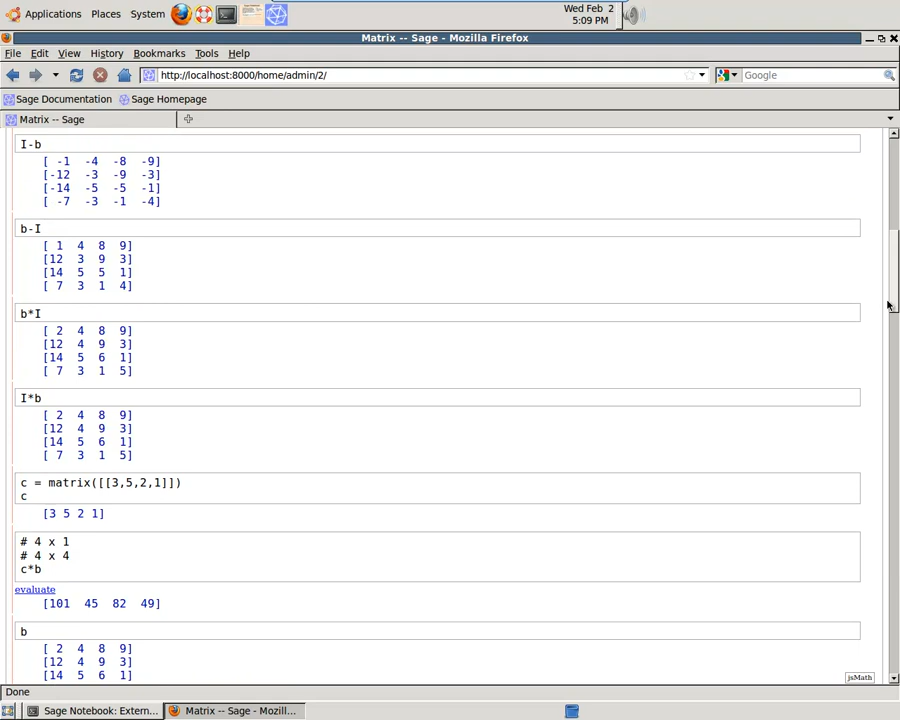 Applications Places System
Wed Feb 2
5:09 PM
Matrix -- Sage - Mozilla Firefox
File Edit View History Bookmarks Tools Help
http://localhost:8000/home/admin/2/
Google
Sage Documentation Sage Homepage
Matrix -- Sage
I-b
[ -1 -4 -8 -9]
[-12 -3 -9 -3]
[-14 -5 -5 -1]
[ -7 -3 -1 -4]
b-I
[ 1 4 8 9]
[12 3 9 3]
[14 5 5 1]
[ 7 3 1 4]
b*I
[ 2 4 8 9]
[12 4 9 3]
[14 5 6 1]
[ 7 3 1 5]
I*b
[ 2 4 8 9]
[12 4 9 3]
[14 5 6 1]
[ 7 3 1 5]
c = matrix([[3,5,2,1]])
c
[3 5 2 1]
# 4 x 1
# 4 x 4
c*b
evaluate
[101 45 82 49]
b
[ 2 4 8 9]
[12 4 9 3]
[14 5 6 1]
jsMath
Done
Sage Notebook: Extern... Matrix -- Sage - Mozill...